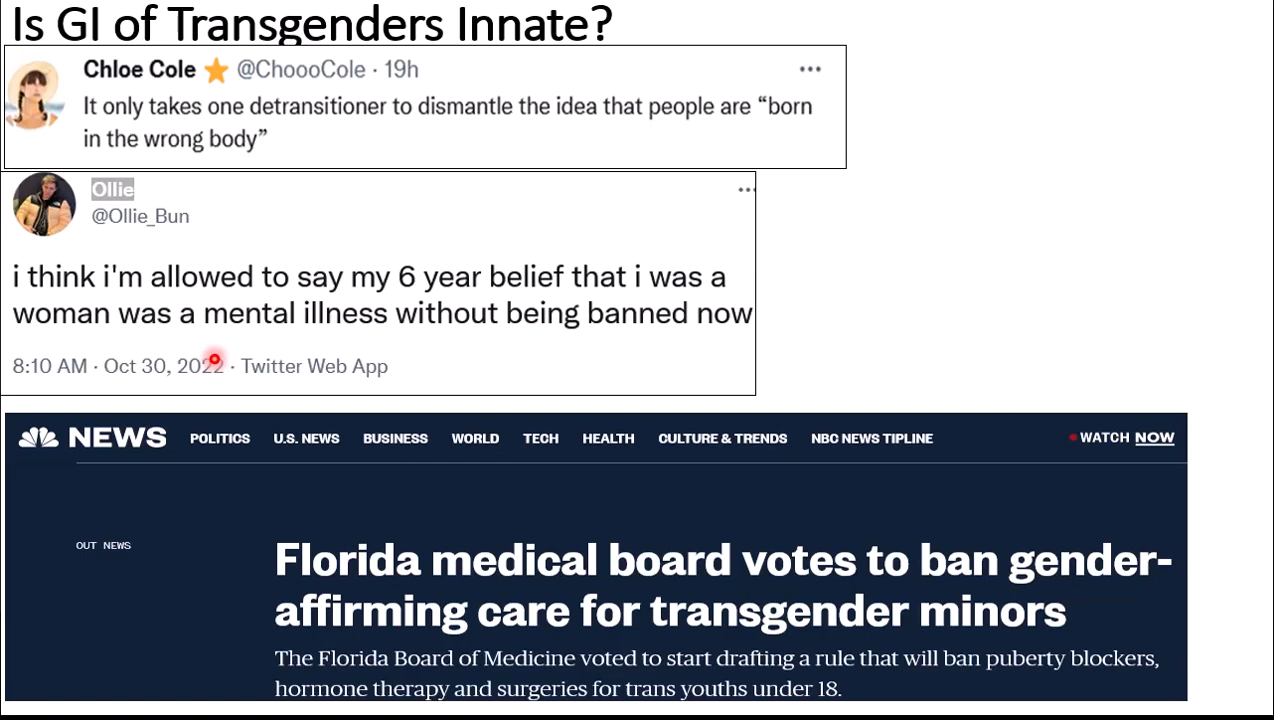 Is GI of Transgenders Innate?
Chloe Cole @ChoooCole · 19h
It only takes one detransitioner to dismantle the idea that people are “born
in the wrong body”
Ollie
@Ollie_Bun
i think i'm allowed to say my 6 year belief that i was a
woman was a mental illness without being banned now
8:10 AM · Oct 30, 2022 · Twitter Web App
NEWS POLITICS U.S. NEWS BUSINESS WORLD TECH HEALTH CULTURE & TRENDS NBC NEWS TIPLINE WATCH NOW
OUT NEWS
Florida medical board votes to ban gender-
affirming care for transgender minors
The Florida Board of Medicine voted to start drafting a rule that will ban puberty blockers,
hormone therapy and surgeries for trans youths under 18.